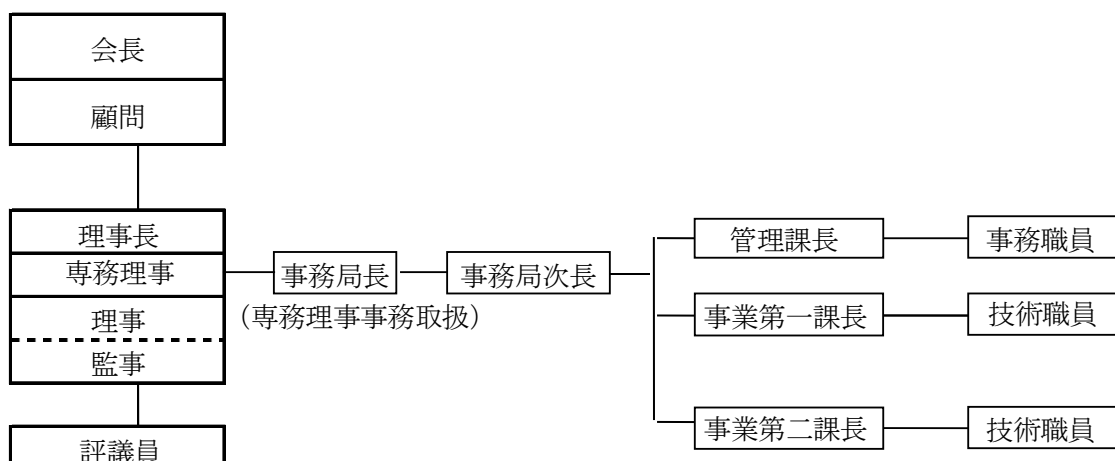 会長
顧問
理事長
専務理事
理事
監事
評議員
事務局長
(専務理事事務取扱)
事務局次長
管理課長
事務職員
事業第一課長
技術職員
事業第二課長
技術職員